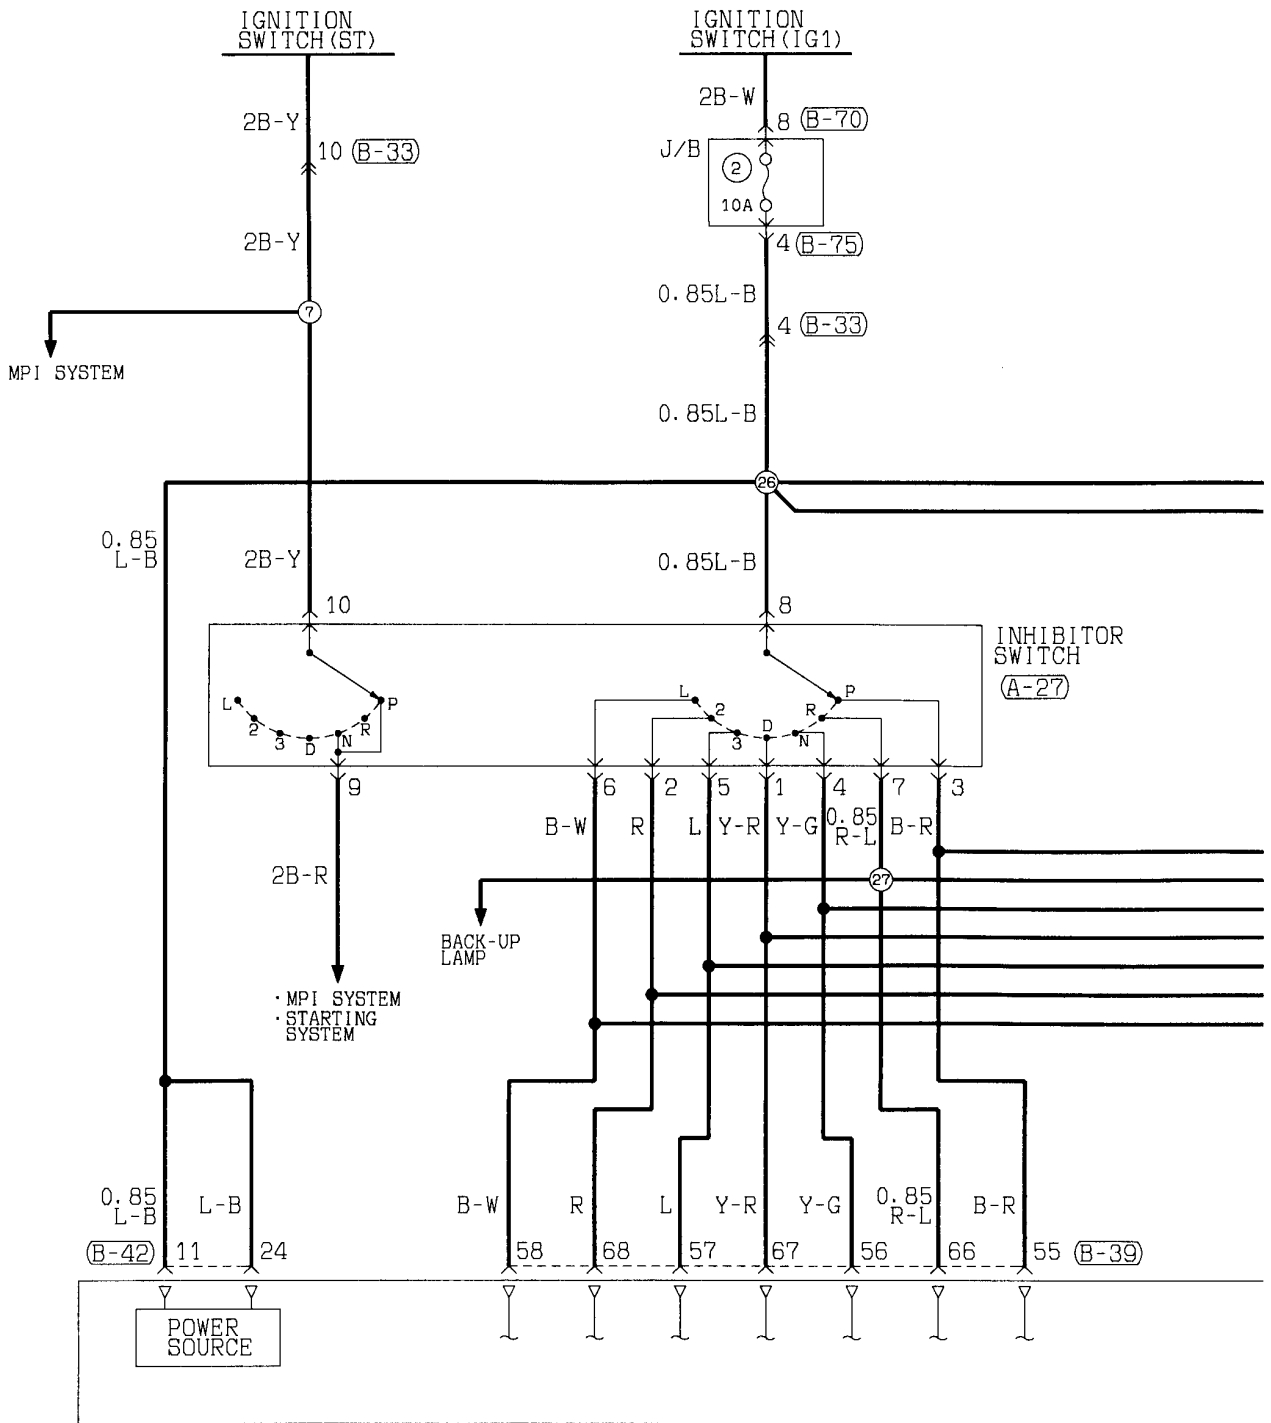 IGNITION
SWITCH(ST)
IGNITION
SWITCH(IG1)
2B-W
8 (B-70)
2B-Y
10 (B-33)
J/B
2
10A
2B-Y
4 (B-75)
0.85L-B
7
4 (B-33)
MPI SYSTEM
0.85L-B
26
0.85
L-B
2B-Y
0.85L-B
10
8
INHIBITOR
SWITCH
(A-27)
L
2
3
D
N
R
P
L
2
3
D
N
R
P
9
6
2
5
1
4
7
3
B-W
R
L
Y-R
Y-G
0.85
R-L
B-R
2B-R
27
BACK-UP
LAMP
·MPI SYSTEM
·STARTING
SYSTEM
0.85
L-B
L-B
B-W
R
L
Y-R
Y-G
0.85
R-L
B-R
(B-42)
11
24
58
68
57
67
56
66
55
(B-39)
POWER
SOURCE